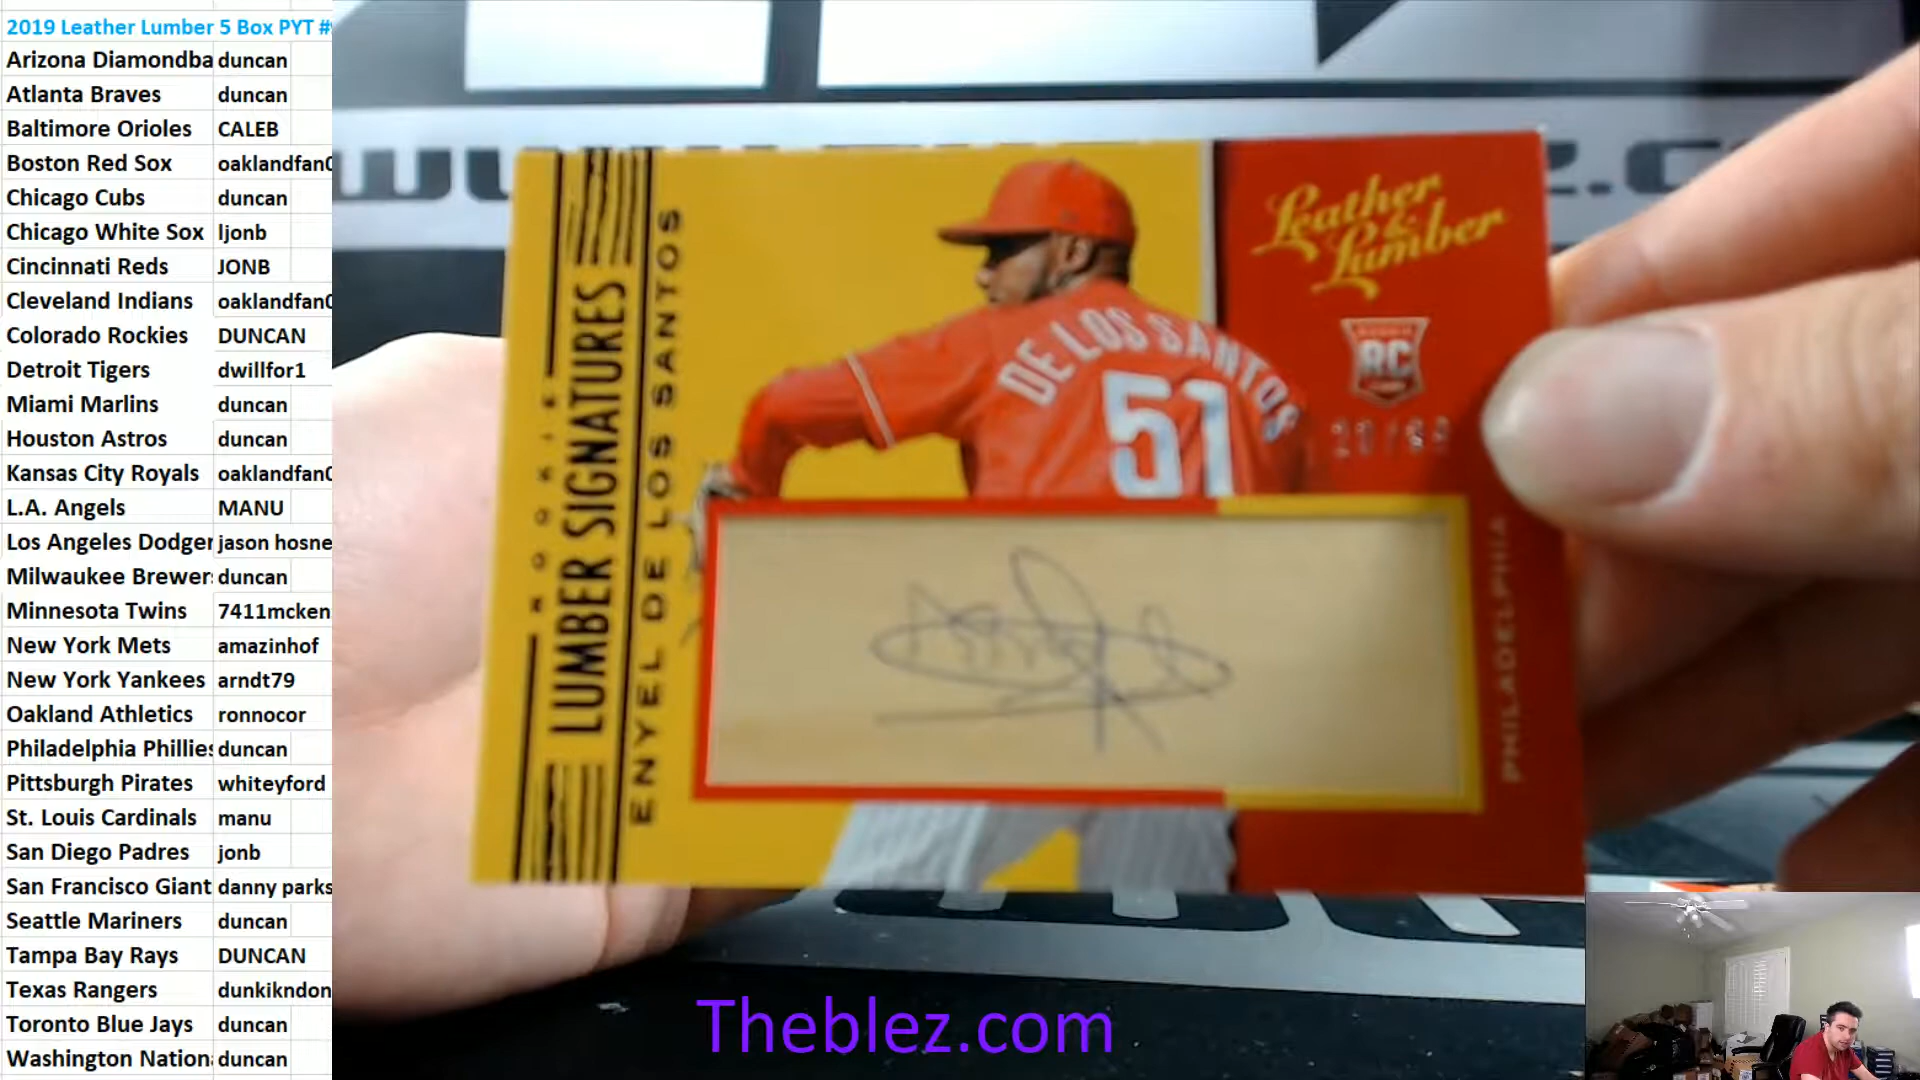 2019 Leather Lumber 5 Box PYT #
Arizona Diamondba duncan
Atlanta Braves duncan
Baltimore Orioles CALEB
Boston Red Sox oaklandfan0
Chicago Cubs duncan
Chicago White Sox ljonb
Cincinnati Reds JONB
Cleveland Indians oaklandfan0
Colorado Rockies DUNCAN
Detroit Tigers dwillfor1
Miami Marlins duncan
Houston Astros duncan
Kansas City Royals oaklandfan0
L.A. Angels MANU
Los Angeles Dodger jason hosne
Milwaukee Brewer duncan
Minnesota Twins 7411mcken
New York Mets amazinhof
New York Yankees arndt79
Oakland Athletics ronnocor
Philadelphia Phillies duncan
Pittsburgh Pirates whiteyford
St. Louis Cardinals manu
San Diego Padres jonb
San Francisco Giant danny parks
Seattle Mariners duncan
Tampa Bay Rays DUNCAN
Texas Rangers dunkikndon
Toronto Blue Jays duncan
Washington Nationa duncan
ROOKIE
LUMBER SIGNATURES
ENYEL DE LOS SANTOS
DE LOS SANTOS
51
Leather
&
Lumber
RC
PHILADELPHIA
Theblez.com